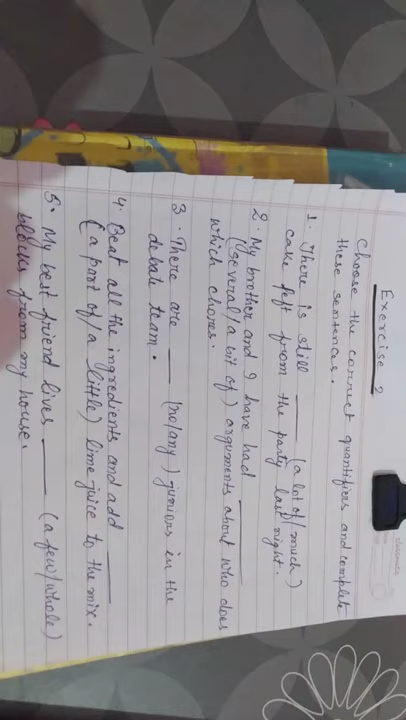 Exercise 2
Choose the correct quantifiers and complete
these sentences.
1. There is still ______ (a lot of/much)
cake left from the party last night.
2. My brother and I have had ______
(several/a bit of) arguments about who does
which chores.
3. There are ______ (no/any) juniors in the
debate team.
4. Beat all the ingredients and add ______
(a part of/a little) lime juice to the mix.
5. My best friend lives ______ (a few/whole)
blocks from my house.